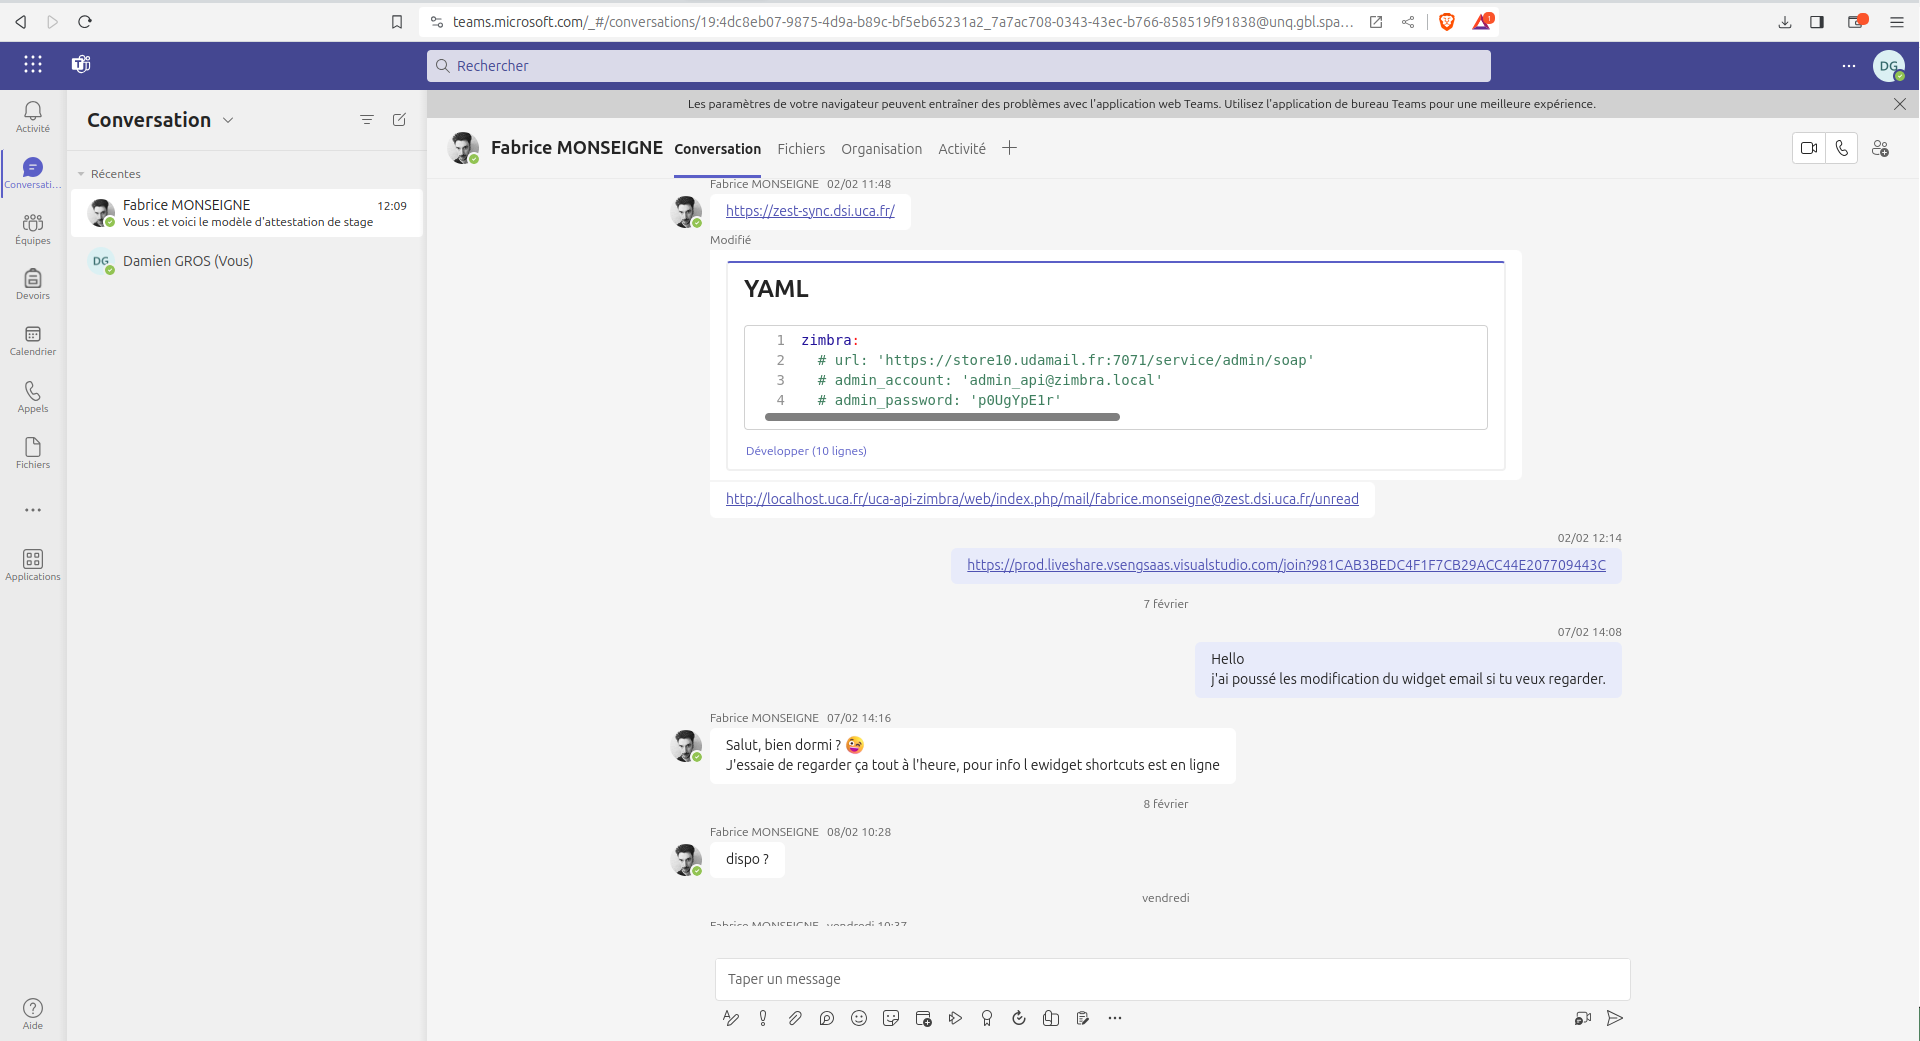 teams.microsoft.com/_#/conversations/19:4dc8eb07-9875-4d9a-b89c-bf5eb65231a2_7a7ac708-0343-43ec-b766-858519f91838@unq.gbl.spa...
1
Rechercher
DG
Les paramètres de votre navigateur peuvent entraîner des problèmes avec l'application web Teams. Utilisez l'application de bureau Teams pour une meilleure expérience.
Activité
Conversati...
Équipes
Devoirs
Calendrier
Appels
Fichiers
Applications
Aide
Conversation
Récentes
Fabrice MONSEIGNE 12:09
Vous : et voici le modèle d'attestation de stage
DG Damien GROS (Vous)
Fabrice MONSEIGNE Conversation Fichiers Organisation Activité
Fabrice MONSEIGNE 02/02 11:48
https://zest-sync.dsi.uca.fr/
Modifié
YAML
1 zimbra:
2 # url: 'https://store10.udamail.fr:7071/service/admin/soap'
3 # admin_account: 'admin_api@zimbra.local'
4 # admin_password: 'p0UgYpE1r'
Développer (10 lignes)
http://localhost.uca.fr/uca-api-zimbra/web/index.php/mail/fabrice.monseigne@zest.dsi.uca.fr/unread
02/02 12:14
https://prod.liveshare.vsengsaas.visualstudio.com/join?981CAB3BEDC4F1F7CB29ACC44E207709443C
7 février
07/02 14:08
Hello
j'ai poussé les modification du widget email si tu veux regarder.
Fabrice MONSEIGNE 07/02 14:16
Salut, bien dormi ? 😜
J'essaie de regarder ça tout à l'heure, pour info l ewidget shortcuts est en ligne
8 février
Fabrice MONSEIGNE 08/02 10:28
dispo ?
vendredi
Fabrice MONSEIGNE vendredi 10:37
Taper un message